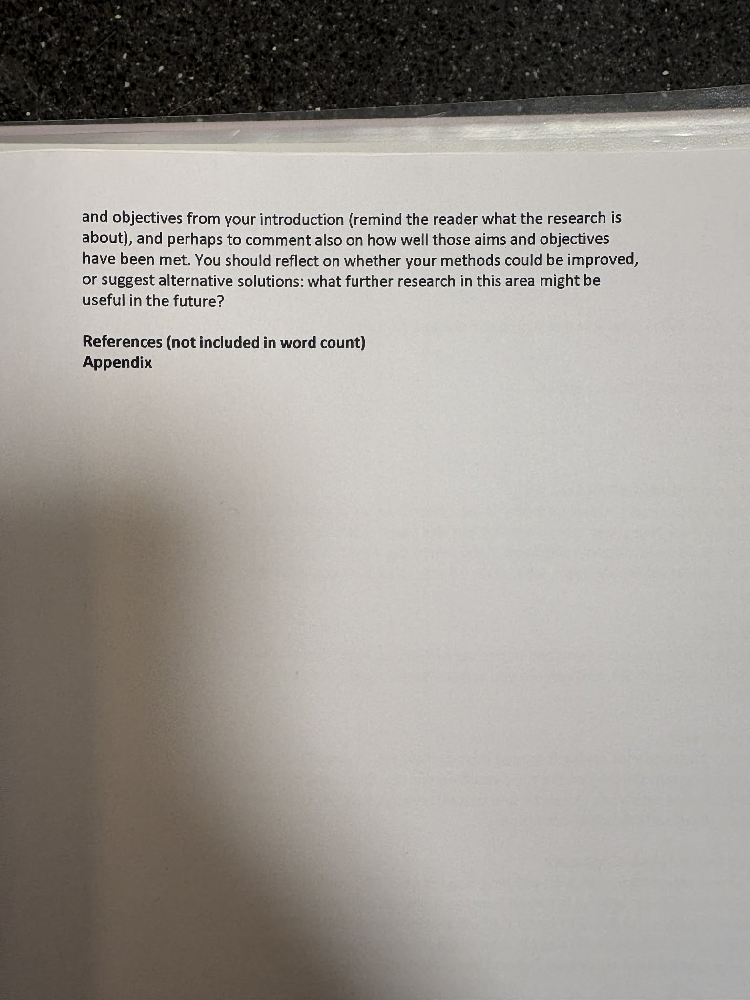 and objectives from your introduction (remind the reader what the research is
about), and perhaps to comment also on how well those aims and objectives
have been met. You should reflect on whether your methods could be improved,
or suggest alternative solutions: what further research in this area might be
useful in the future?
References (not included in word count)
Appendix